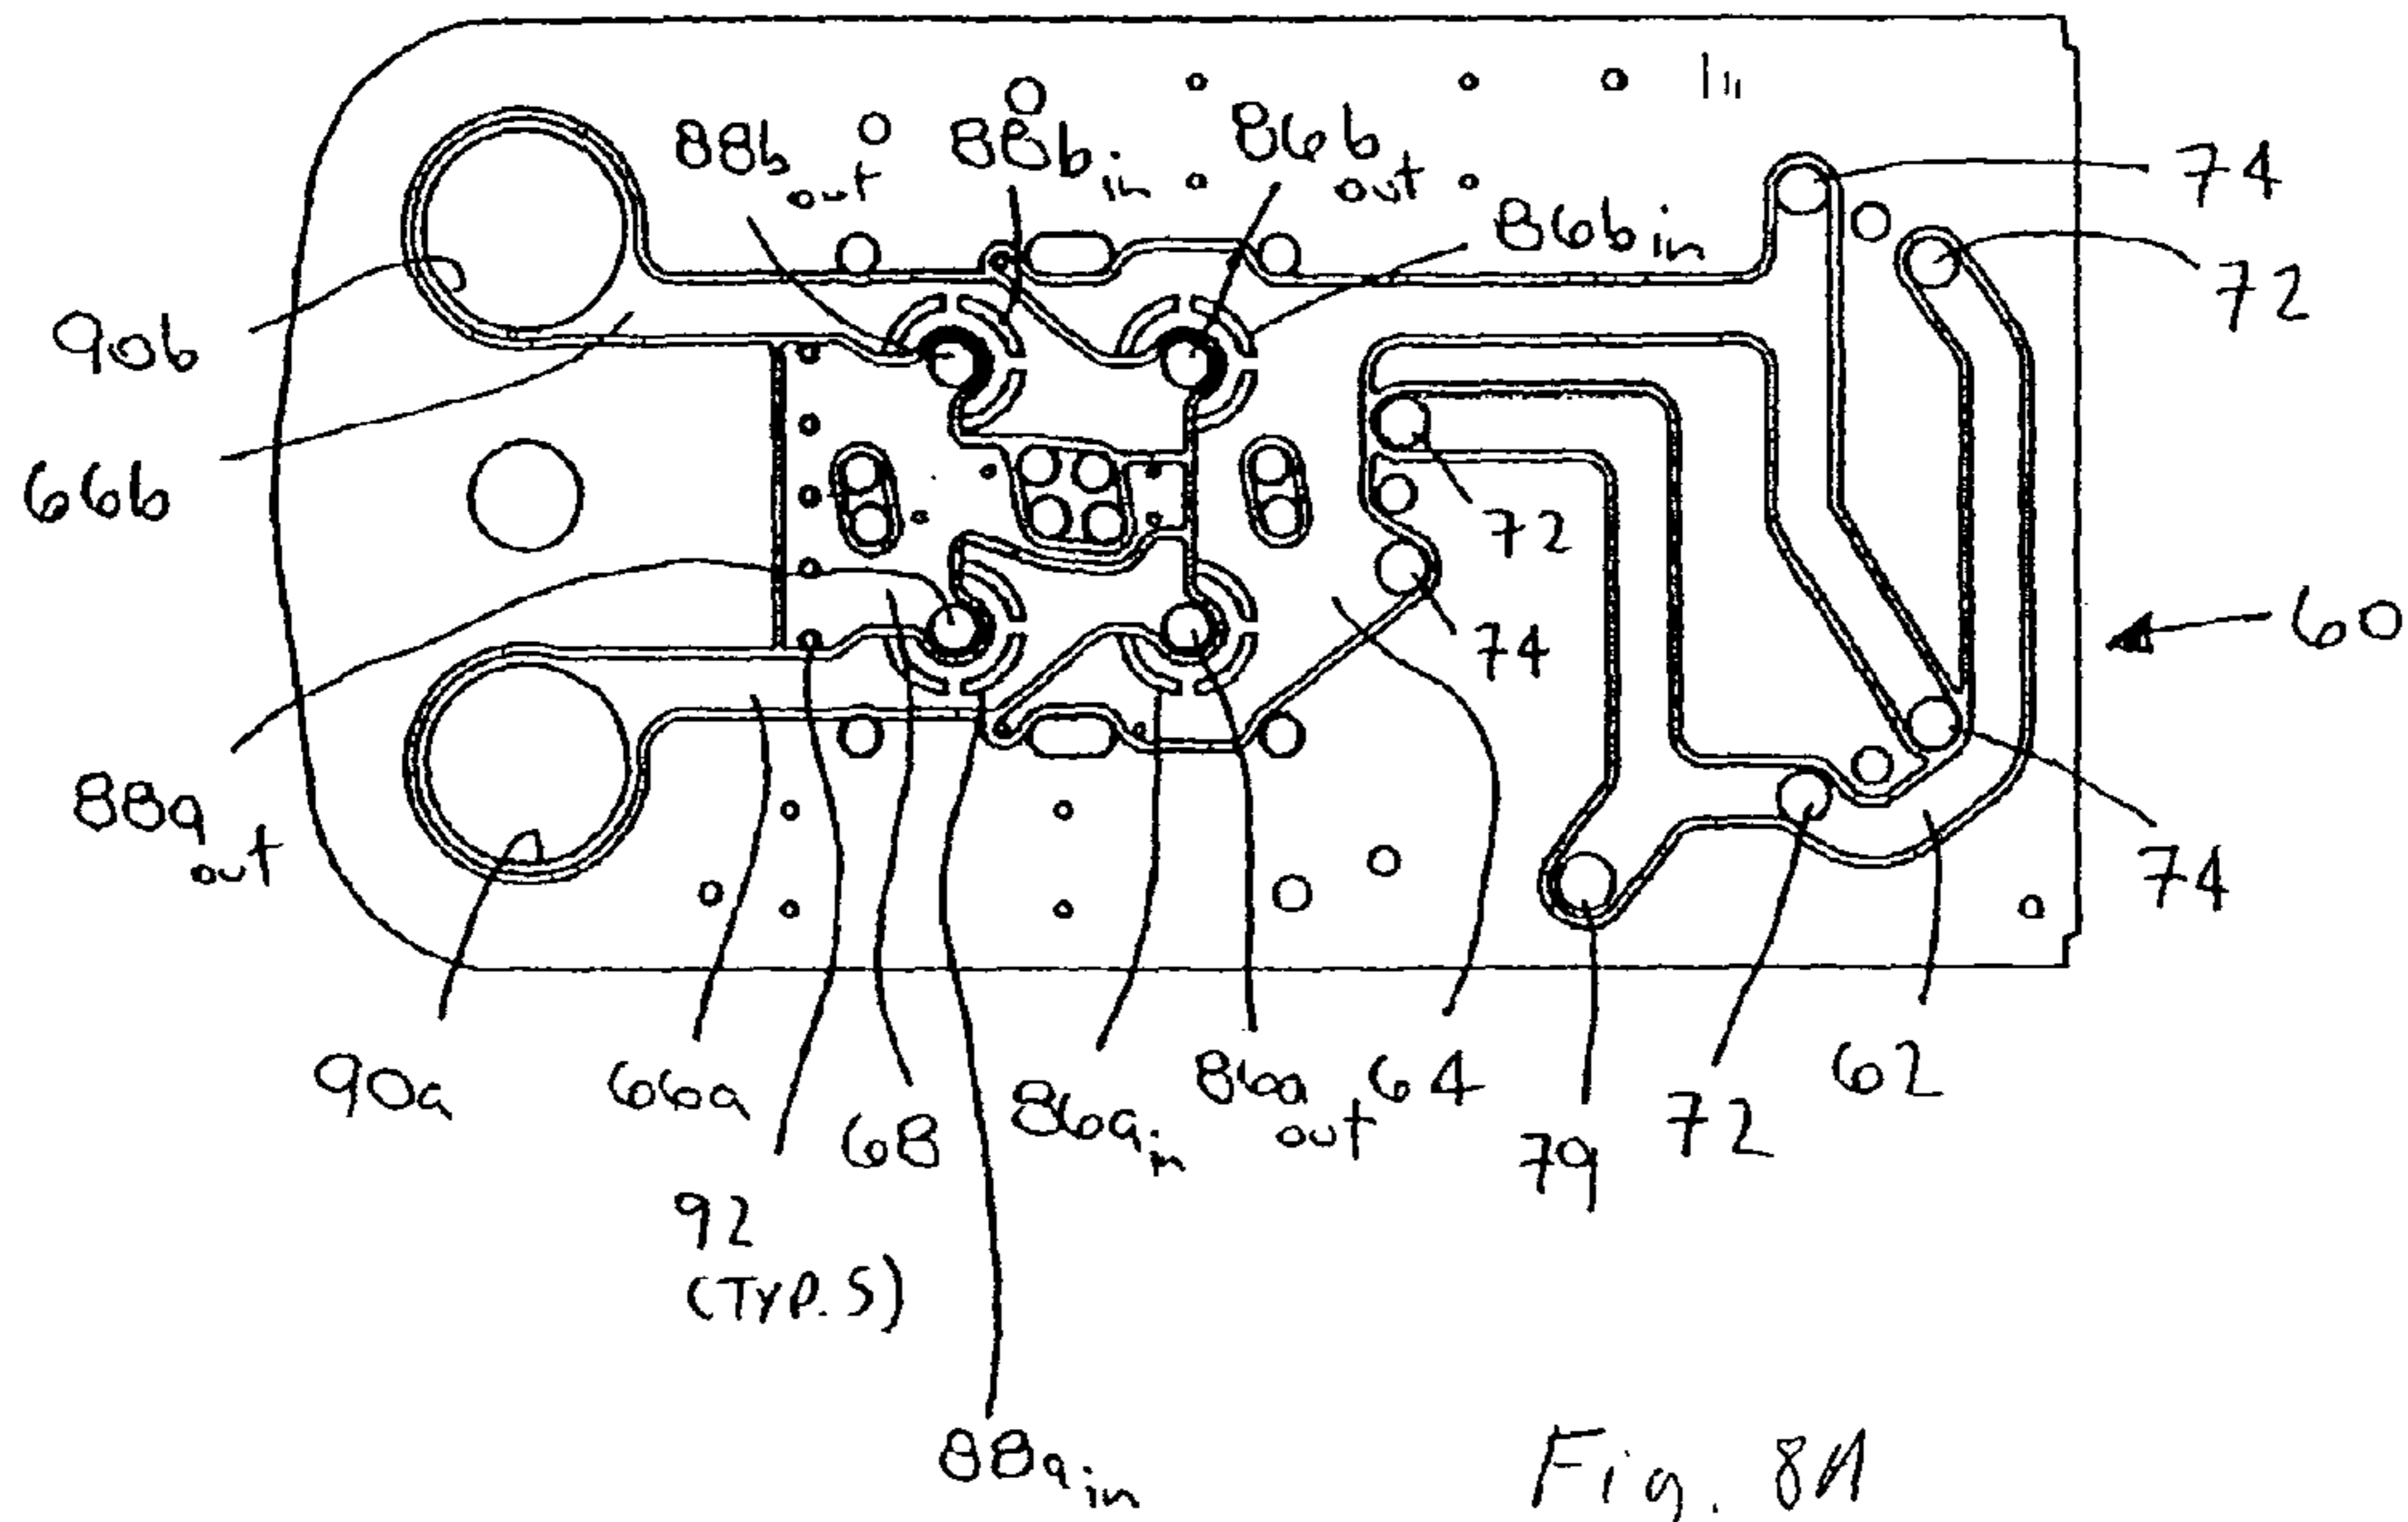 88b out
88b in
86b out
86b in
74
72
90b
66b
72
74
60
88a out
74
90a
66a
92
(TYP. 5)
68
88a in
86a in
86a out
64
79
72
62
Fig. 8A